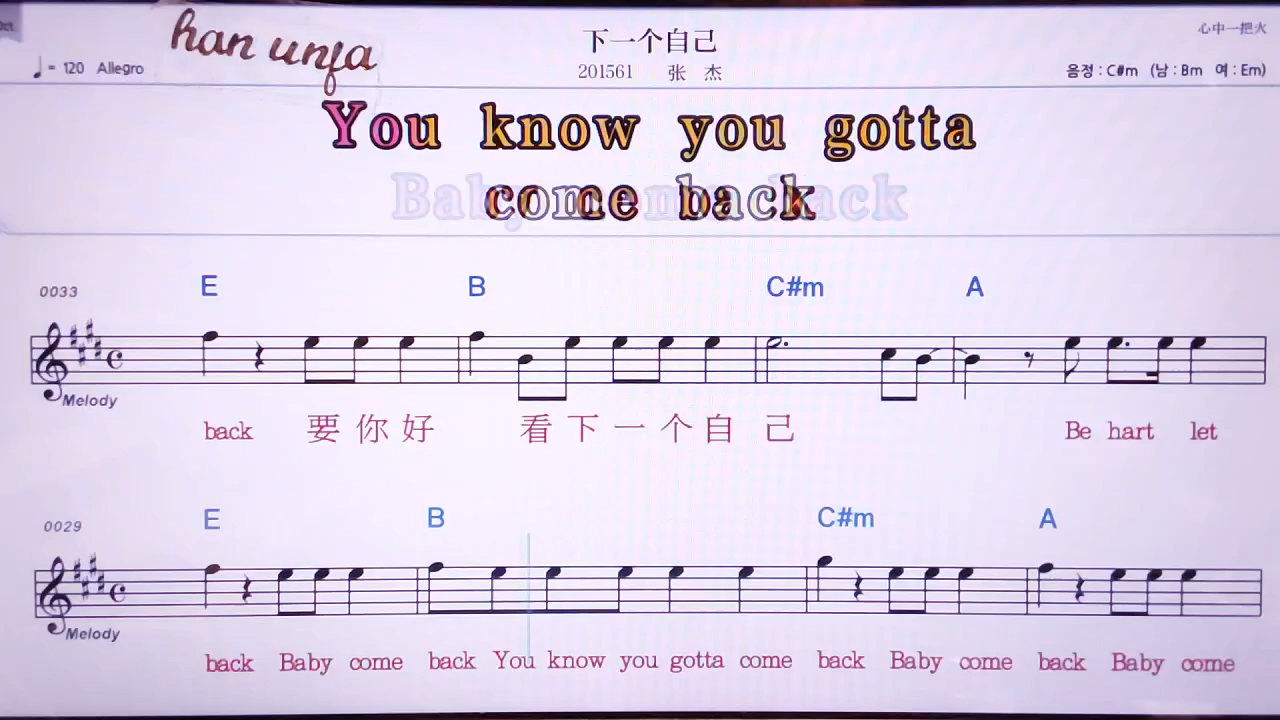 han unfa
下一个自己
心中一把火
♩= 120 Allegro
201561 张 杰
음정 : C#m (남 : Bm 여 : Em)
You know you gotta
come back
0033
E B C#m A
Melody
back 要 你 好 看 下 一 个 自 己 Be hart let
0029
E B C#m A
Melody
back Baby come back You know you gotta come back Baby come back Baby come